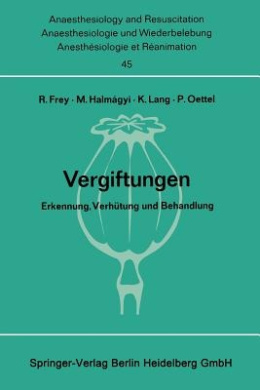 Anaesthesiology and Resuscitation
Anaesthesiologie und Wiederbelebung
Anesthésiologie et Réanimation
45
R. Frey · M. Halmágyi · K. Lang · P. Oettel
Vergiftungen
Erkennung, Verhütung und Behandlung
Springer-Verlag Berlin Heidelberg GmbH